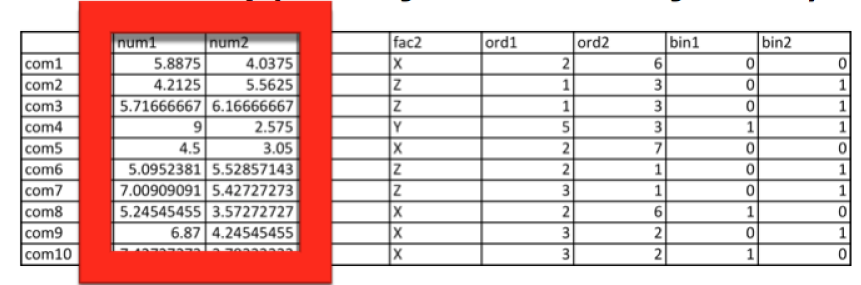 num1 num2 fac2 ord1 ord2 bin1 bin2
com1 5.8875 4.0375 X 2 6 0 0
com2 4.2125 5.5625 Z 1 3 0 1
com3 5.71666667 6.16666667 Z 1 3 0 1
com4 9 2.575 Y 5 3 1 1
com5 4.5 3.05 X 2 7 0 0
com6 5.0952381 5.52857143 Z 2 1 0 1
com7 7.00909091 5.42727273 Z 3 1 0 1
com8 5.24545455 3.57272727 X 2 6 1 0
com9 6.87 4.24545455 X 3 2 0 1
com10 X 3 2 1 0